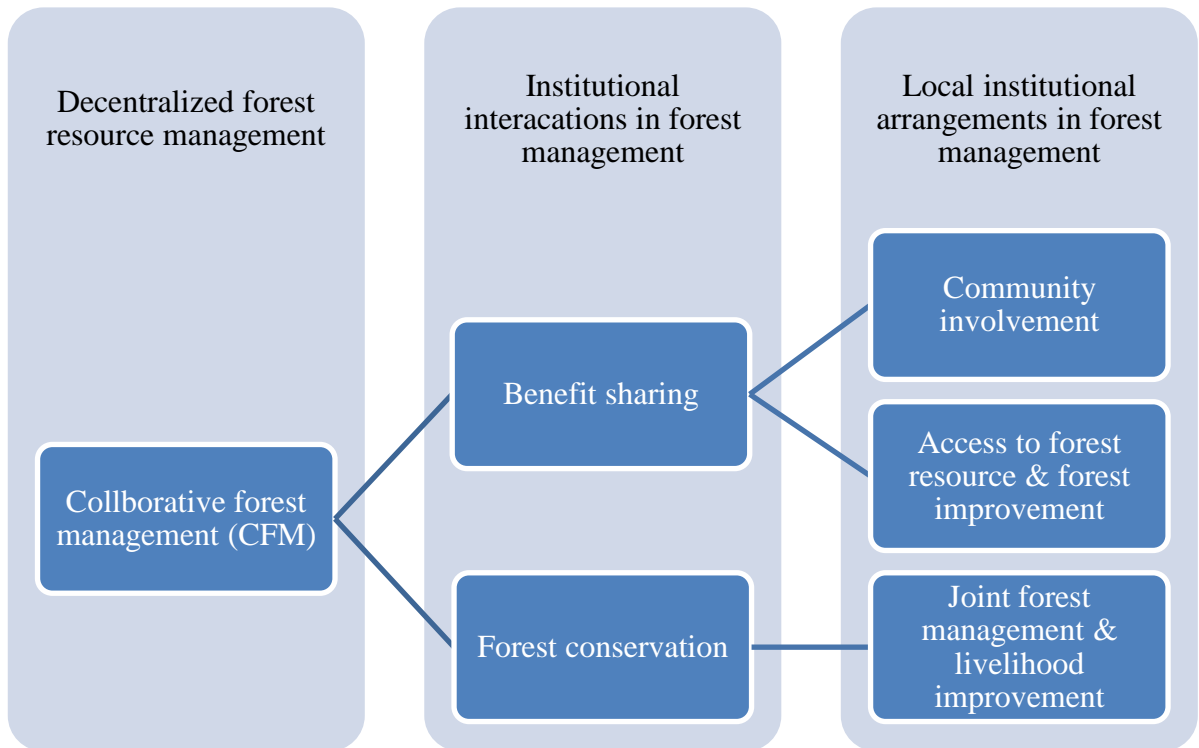 Decentralized forest
resource management
Collborative forest
management (CFM)
Institutional
interacations in forest
management
Benefit sharing
Forest conservation
Local institutional
arrangements in forest
management
Community
involvement
Access to forest
resource & forest
improvement
Joint forest
management &
livelihood
improvement